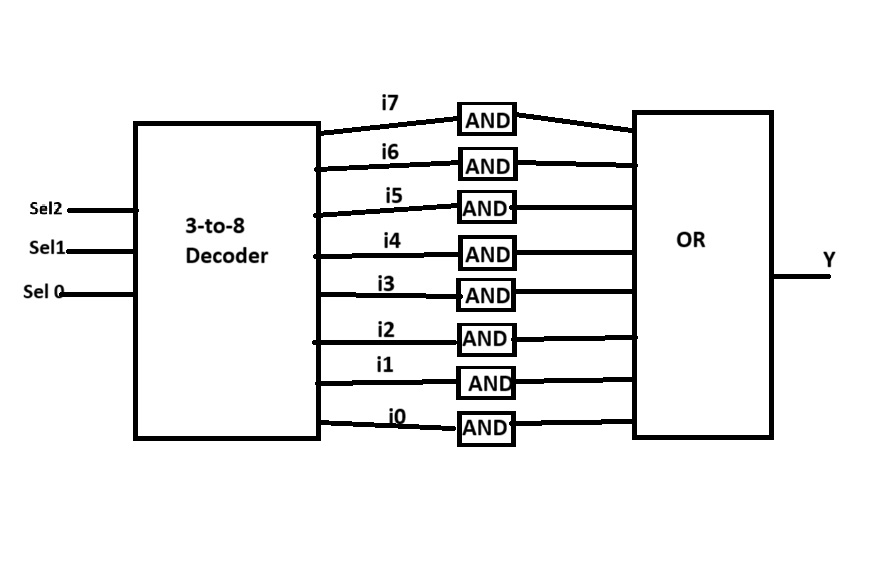 i7
AND
i6
AND
Sel2
i5
AND
3-to-8
Decoder
Sel1
i4
AND
OR
Y
Sel 0
i3
AND
i2
AND
i1
AND
i0
AND